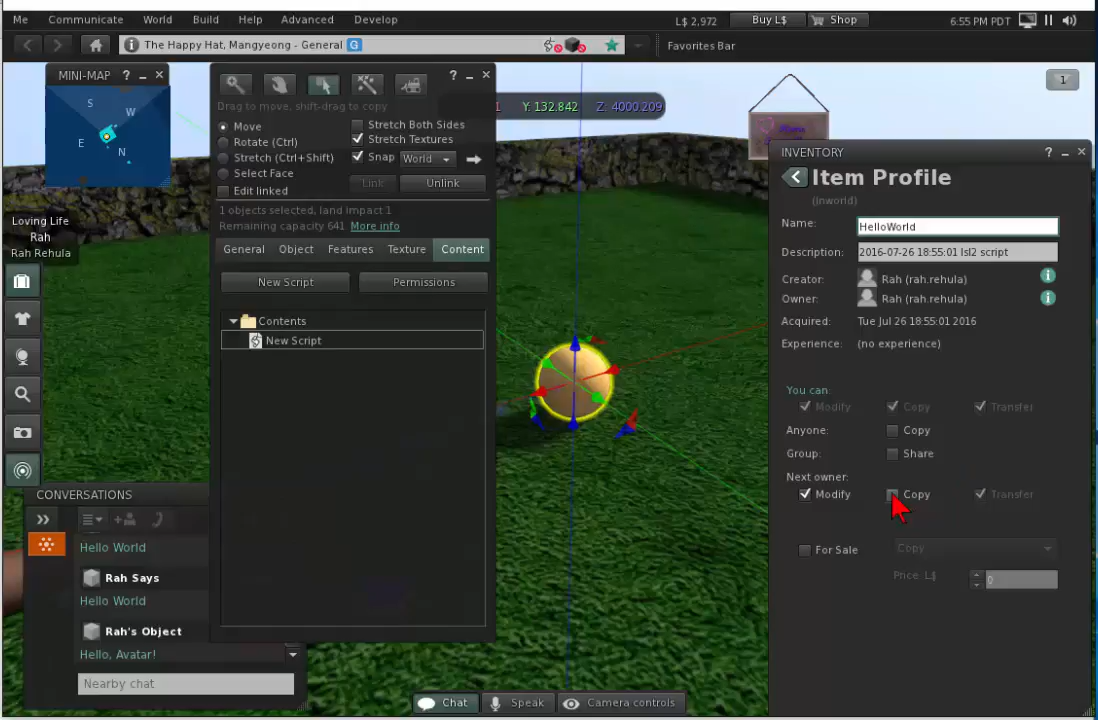 Me Communicate World Build Help Advanced Develop L$ 2,972 Buy L$ Shop 6:55 PM PDT
The Happy Hat, Mangyeong - General G Favorites Bar
MINI-MAP ? _ ×
S
W
E
N
Loving Life
Rah
Rah Rehula
? _ ×
Drag to move, shift-drag to copy
Move
Rotate (Ctrl)
Stretch (Ctrl+Shift)
Select Face
Edit linked
Stretch Both Sides
Stretch Textures
Snap World
Link Unlink
1 objects selected, land impact 1
Remaining capacity 641 More info
General Object Features Texture Content
New Script Permissions
Contents
New Script
1 Y: 132.842 Z: 4000.209
1
INVENTORY ? _ ×
Item Profile
(inworld)
Name: HelloWorld
Description: 2016-07-26 18:55:01 lsl2 script
Creator: Rah (rah.rehula)
Owner: Rah (rah.rehula)
Acquired: Tue Jul 26 18:55:01 2016
Experience: (no experience)
You can:
Modify Copy Transfer
Anyone: Copy
Group: Share
Next owner:
Modify Copy Transfer
For Sale Copy
Price: L$ 0
CONVERSATIONS
Hello World
Rah Says
Hello World
Rah's Object
Hello, Avatar!
Nearby chat
Chat Speak Camera controls